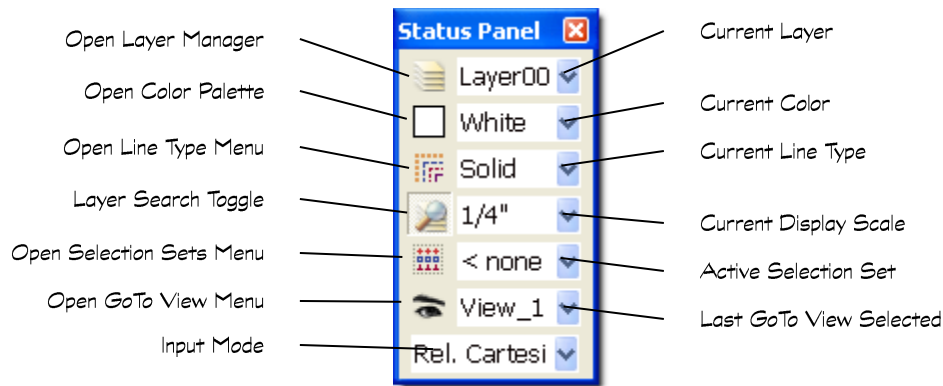 Status Panel
Open Layer Manager
Layer00
Current Layer
Open Color Palette
White
Current Color
Open Line Type Menu
Solid
Current Line Type
Layer Search Toggle
1/4"
Current Display Scale
Open Selection Sets Menu
< none
Active Selection Set
Open GoTo View Menu
View_1
Last GoTo View Selected
Input Mode
Rel. Cartesi